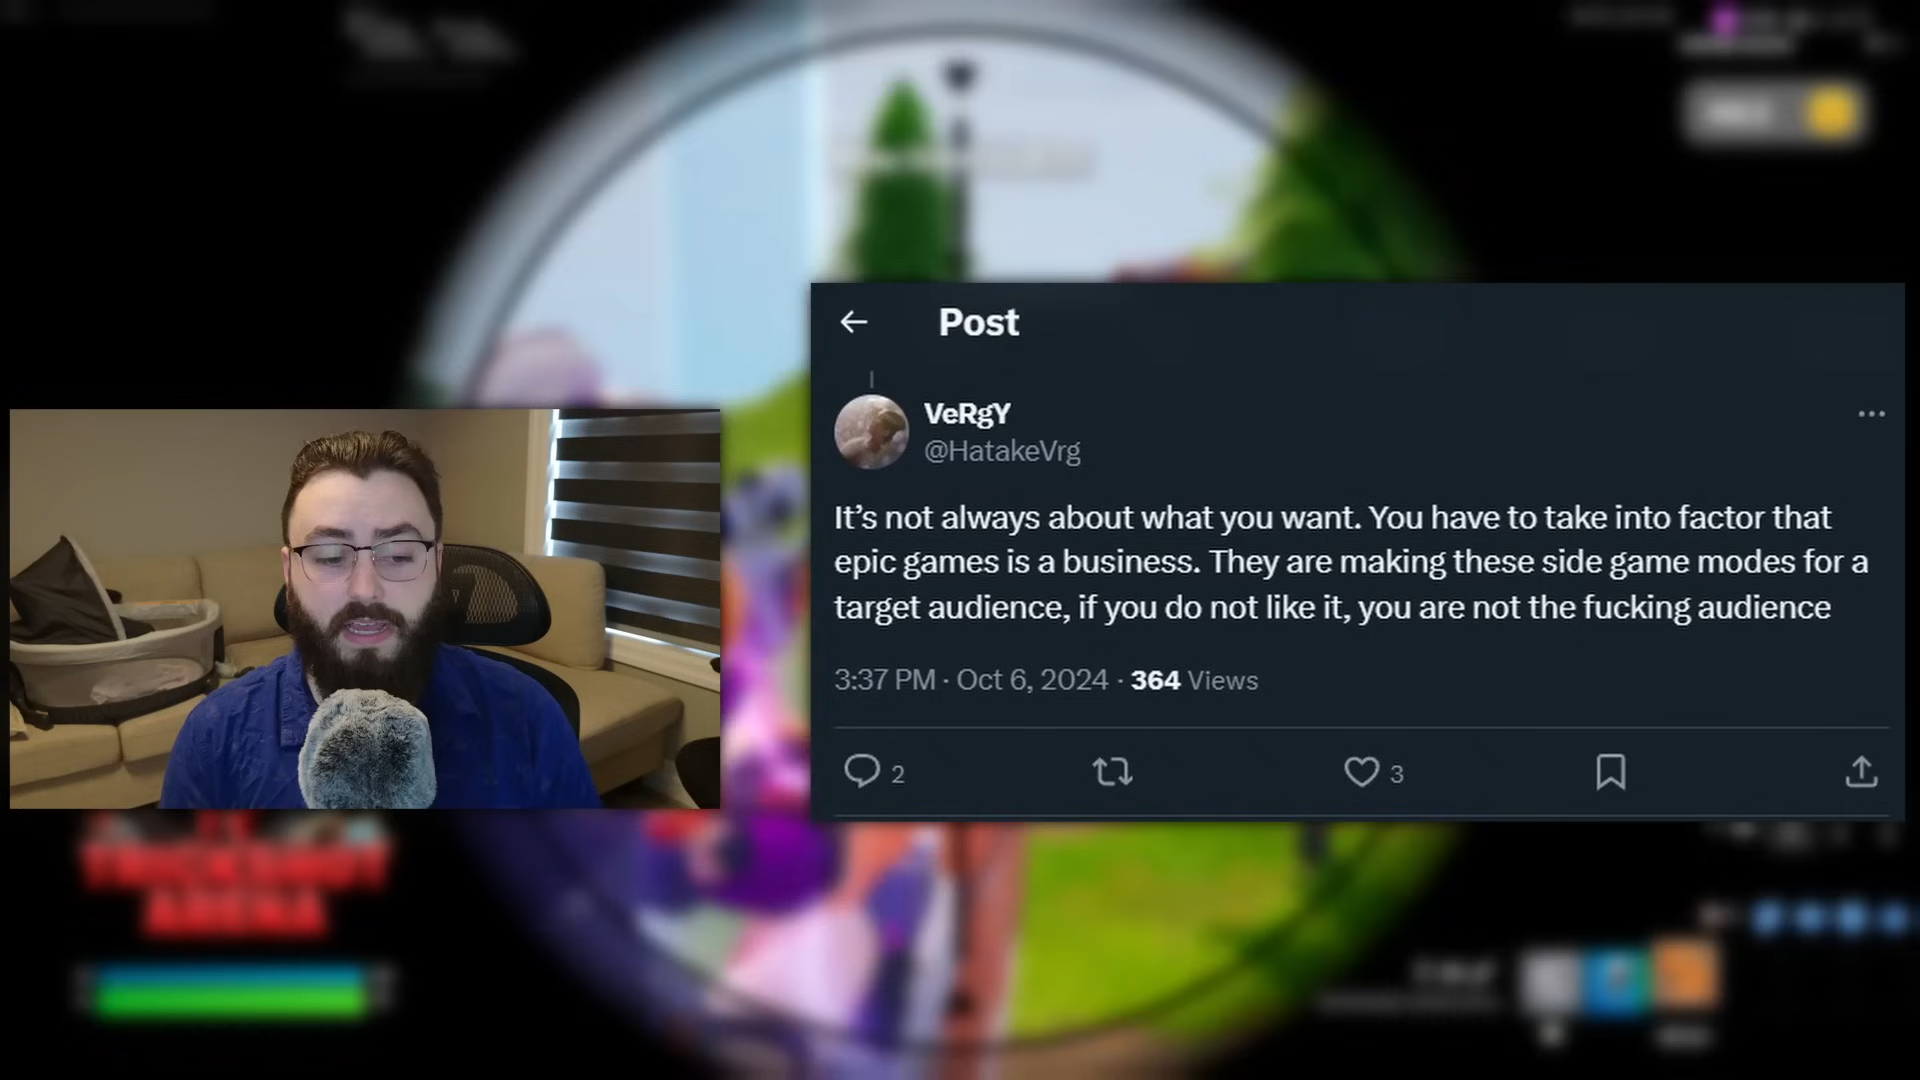 Post
VeRgY
@HatakeVrg
It’s not always about what you want. You have to take into factor that
epic games is a business. They are making these side game modes for a
target audience, if you do not like it, you are not the fucking audience
3:37 PM · Oct 6, 2024 · 364 Views
2
3
TRICKSHOT
ARENA